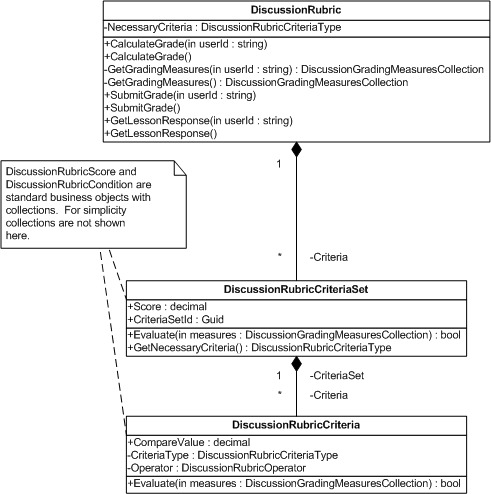 DiscussionRubric
-NecessaryCriteria : DiscussionRubricCriteriaType
+CalculateGrade(in userId : string)
+CalculateGrade()
-GetGradingMeasures(in userId : string) : DiscussionGradingMeasuresCollection
-GetGradingMeasures() : DiscussionGradingMeasuresCollection
+SubmitGrade(in userId : string)
+SubmitGrade()
+GetLessonResponse(in userId : string)
+GetLessonResponse()
1
DiscussionRubricScore and
DiscussionRubricCondition are
standard business objects with
collections. For simplicity
collections are not shown
here.
* -Criteria
DiscussionRubricCriteriaSet
+Score : decimal
+CriteriaSetId : Guid
+Evaluate(in measures : DiscussionGradingMeasuresCollection) : bool
+GetNecessaryCriteria() : DiscussionRubricCriteriaType
1 -CriteriaSet
* -Criteria
DiscussionRubricCriteria
+CompareValue : decimal
-CriteriaType : DiscussionRubricCriteriaType
-Operator : DiscussionRubricOperator
+Evaluate(in measures : DiscussionGradingMeasuresCollection) : bool